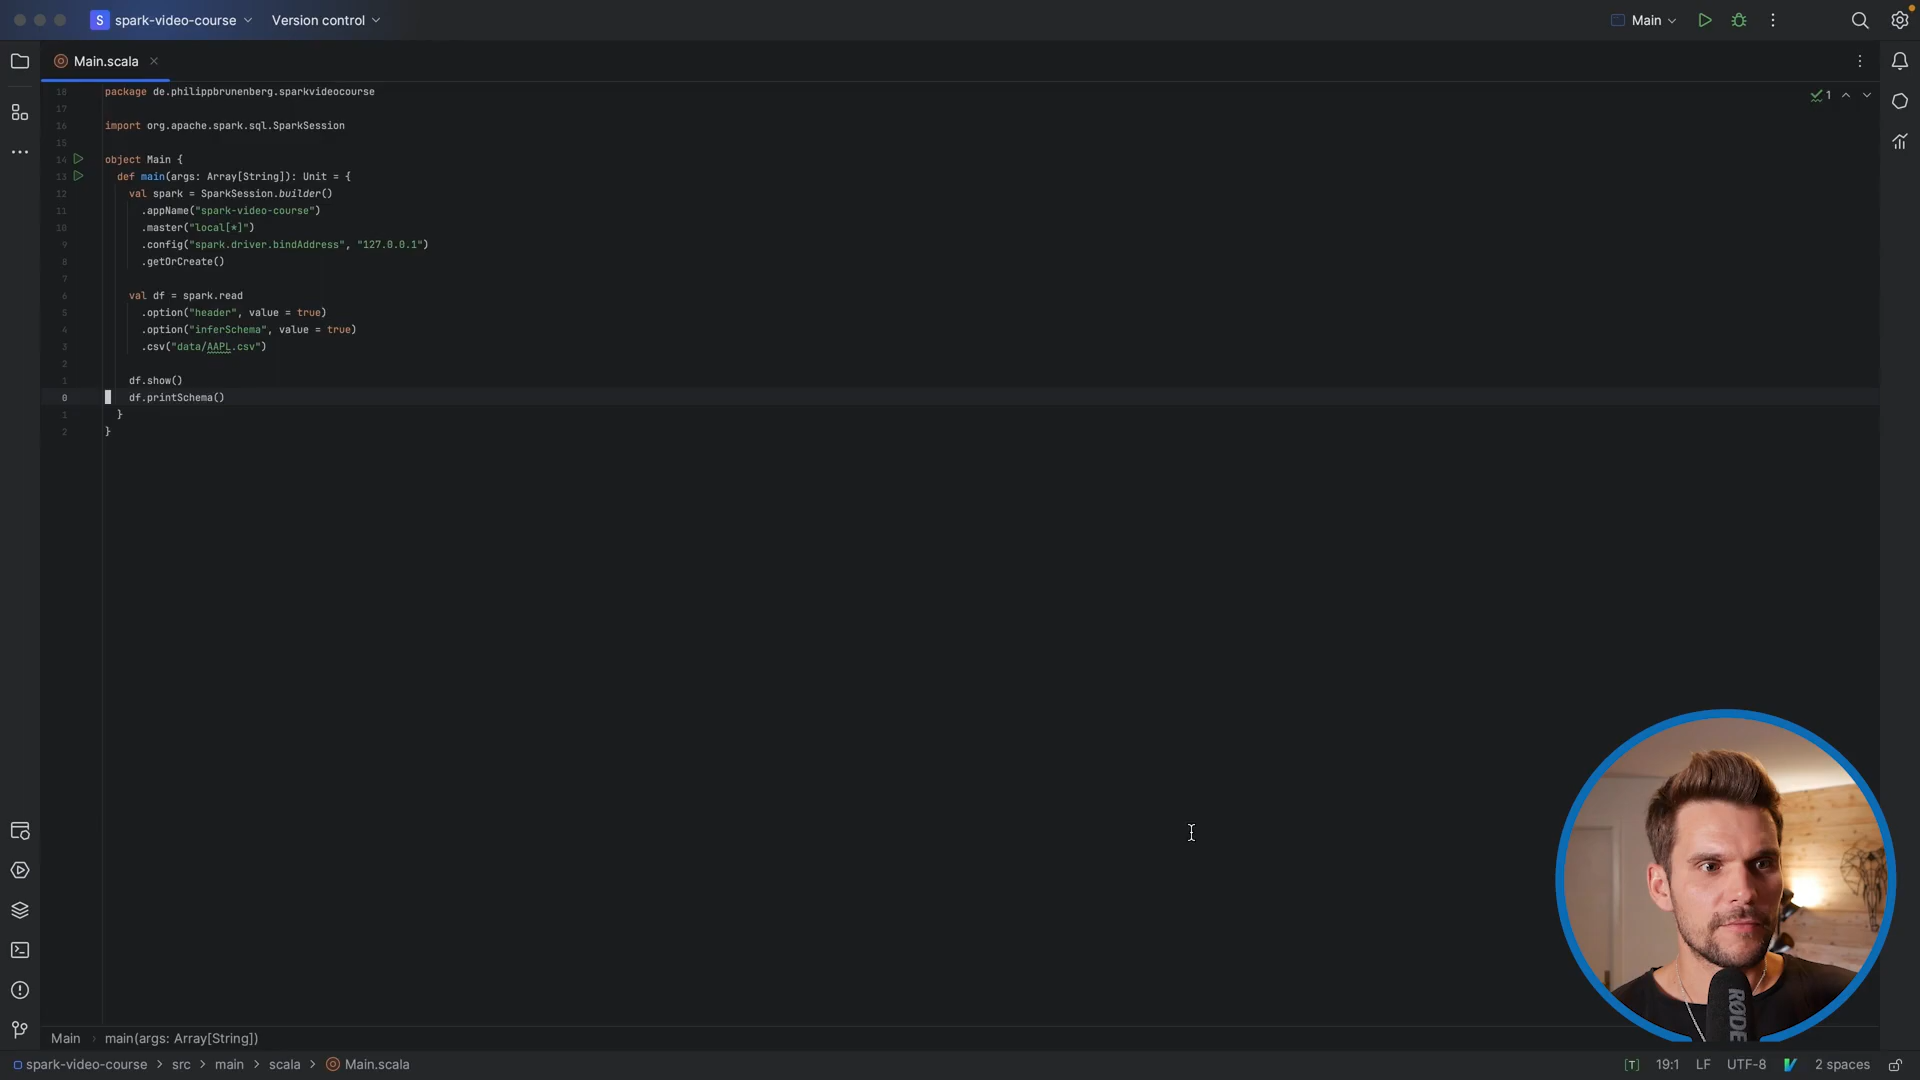 S spark-video-course Version control Main
Main.scala
18 package de.philippbrunenberg.sparkvideocourse 1
17
16 import org.apache.spark.sql.SparkSession
15
14 object Main {
13 def main(args: Array[String]): Unit = {
12 val spark = SparkSession.builder()
11 .appName("spark-video-course")
10 .master("local[*]")
9 .config("spark.driver.bindAddress", "127.0.0.1")
8 .getOrCreate()
7
6 val df = spark.read
5 .option("header", value = true)
4 .option("inferSchema", value = true)
3 .csv("data/AAPL.csv")
2
1 df.show()
0 df.printSchema()
1 }
2 }
RØDE
Main > main(args: Array[String])
spark-video-course > src > main > scala > Main.scala [T] 19:1 LF UTF-8 2 spaces